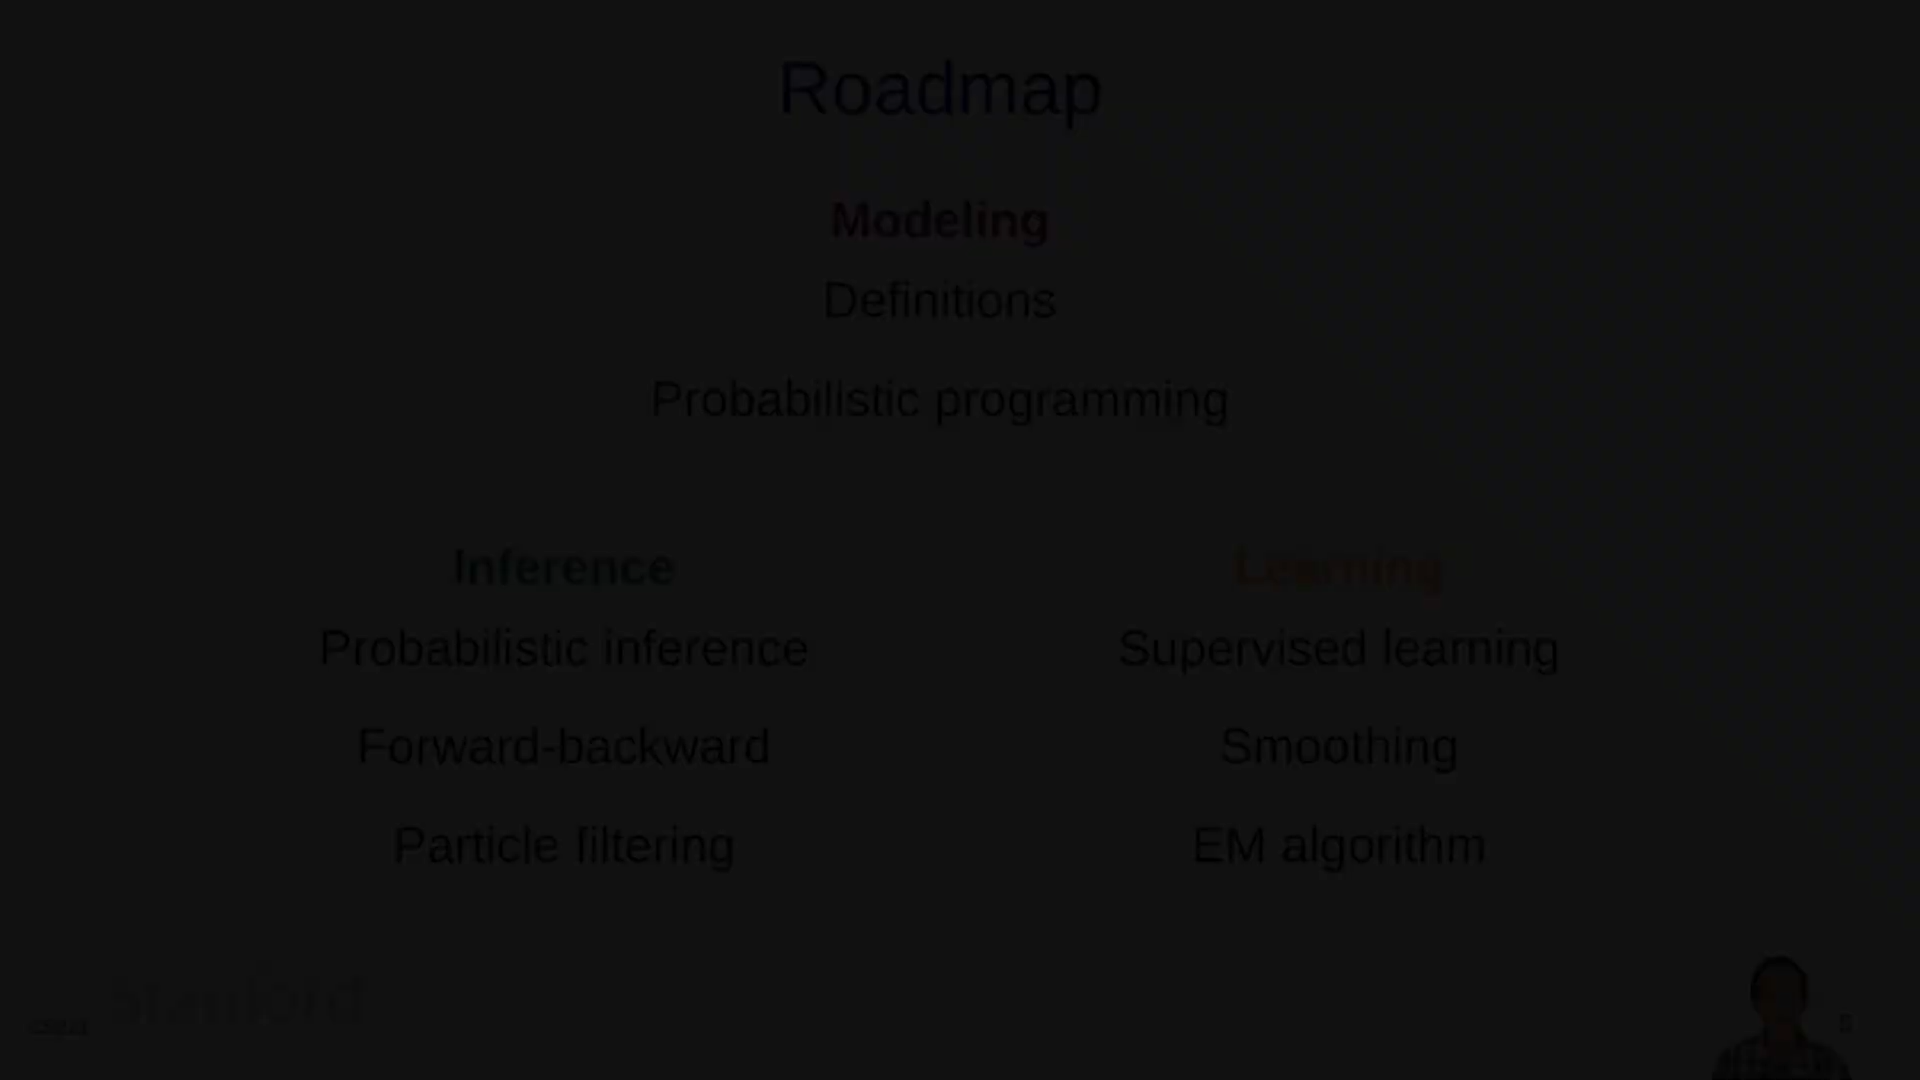 Roadmap
Modeling
Definitions
Probabilistic programming
Inference
Learning
Probabilistic inference
Supervised learning
Forward-backward
Smoothing
Particle filtering
EM algorithm
Stanford